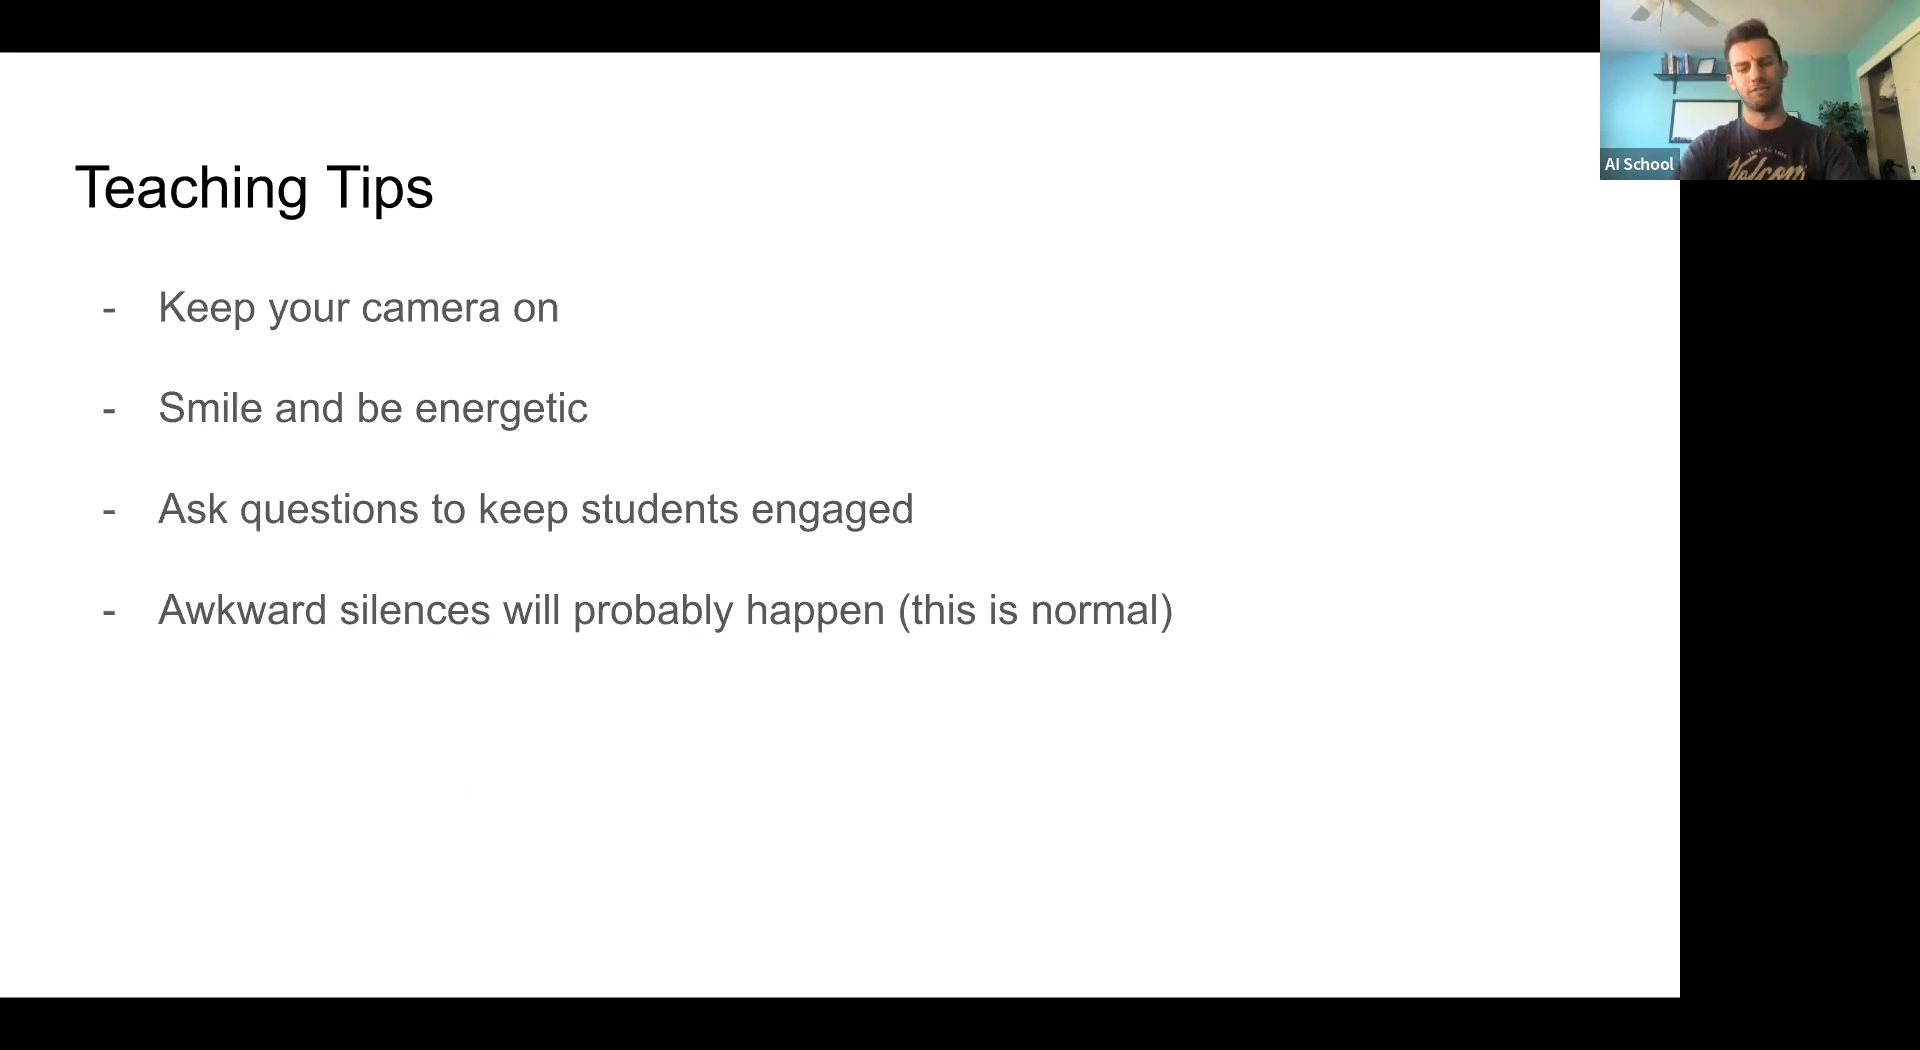 Teaching Tips
- Keep your camera on
- Smile and be energetic
- Ask questions to keep students engaged
- Awkward silences will probably happen (this is normal)
AI School
Volcom